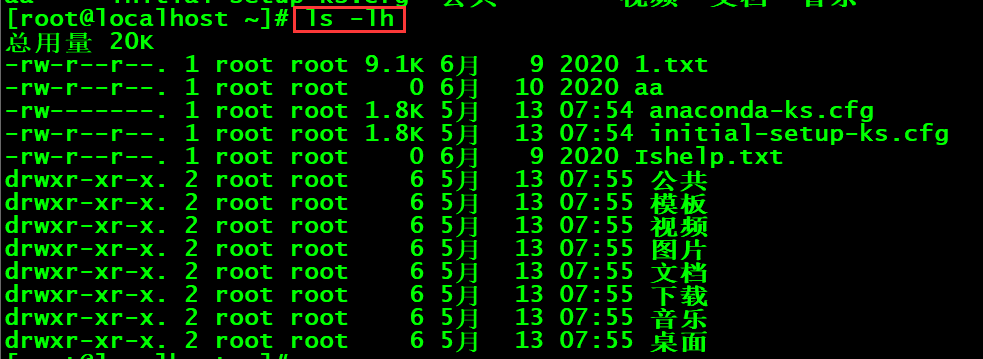 aa initial-setup-ks.cfg 公共 视频 文档 音乐
[root@localhost ~]# ls -lh
总用量 20K
-rw-r--r--. 1 root root 9.1K 6月 9 2020 1.txt
-rw-r--r--. 1 root root 0 6月 10 2020 aa
-rw-------. 1 root root 1.8K 5月 13 07:54 anaconda-ks.cfg
-rw-r--r--. 1 root root 1.8K 5月 13 07:54 initial-setup-ks.cfg
-rw-r--r--. 1 root root 0 6月 9 2020 Ishelp.txt
drwxr-xr-x. 2 root root 6 5月 13 07:55 公共
drwxr-xr-x. 2 root root 6 5月 13 07:55 模板
drwxr-xr-x. 2 root root 6 5月 13 07:55 视频
drwxr-xr-x. 2 root root 6 5月 13 07:55 图片
drwxr-xr-x. 2 root root 6 5月 13 07:55 文档
drwxr-xr-x. 2 root root 6 5月 13 07:55 下载
drwxr-xr-x. 2 root root 6 5月 13 07:55 音乐
drwxr-xr-x. 2 root root 6 5月 13 07:55 桌面
[root@localhost ~]#